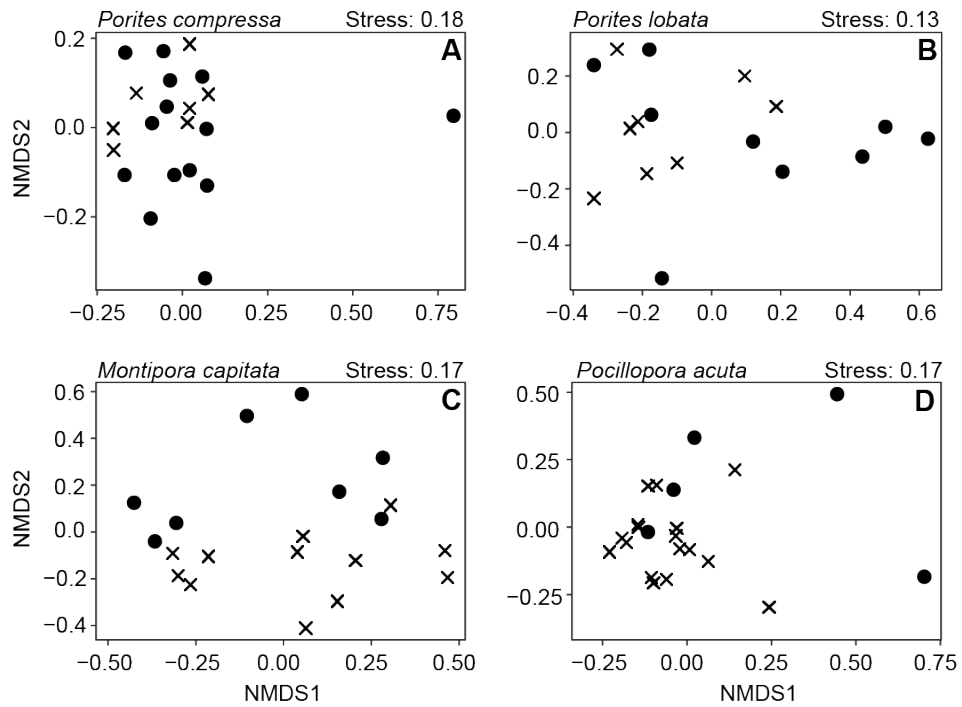 Porites compressa Stress: 0.18
A
0.2
0.0
−0.2
NMDS2
−0.25 0.00 0.25 0.50 0.75
Porites lobata Stress: 0.13
B
0.2
0.0
−0.2
−0.4
−0.4 −0.2 0.0 0.2 0.4 0.6
Montipora capitata Stress: 0.17
C
0.6
0.4
0.2
0.0
−0.2
−0.4
NMDS2
−0.50 −0.25 0.00 0.25 0.50
NMDS1
Pocillopora acuta Stress: 0.17
D
0.50
0.25
0.00
−0.25
−0.25 0.00 0.25 0.50 0.75
NMDS1